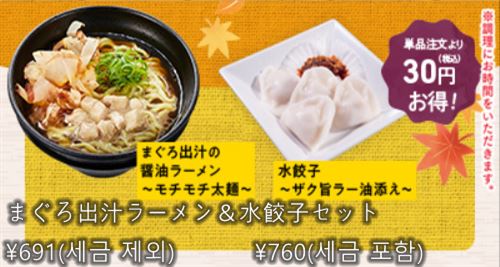 単品注文より
(税込)
30円
お得!
※調理にお時間をいただきます。
まぐろ出汁の
醤油ラーメン
～モチモチ太麺～
水餃子
～ザク旨ラー油添え～
まぐろ出汁ラーメン＆水餃子セット
¥691(세금 제외)
¥760(세금 포함)